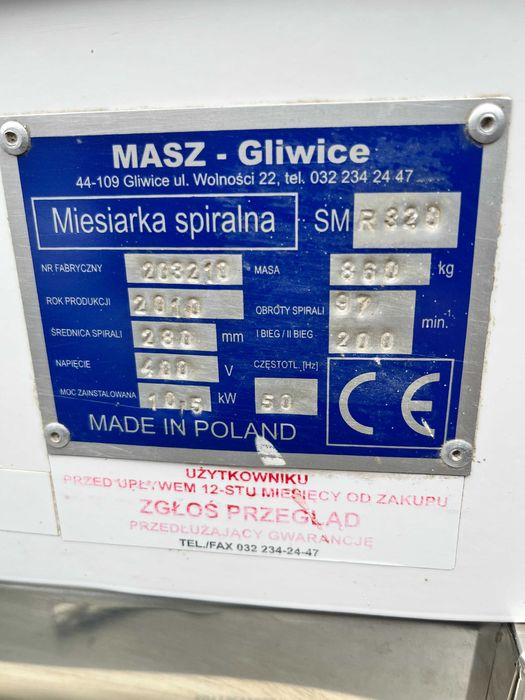 MASZ - Gliwice
44-109 Gliwice ul. Wolności 22, tel. 032 234 24 47
Miesiarka spiralna SM R 320
NR FABRYCZNY 203210 MASA 860 kg
ROK PRODUKCJI 2010 OBROTY SPIRALI 97
ŚREDNICA SPIRALI 280 mm I BIEG / II BIEG 200 min.⁻¹
NAPIĘCIE 400 V CZĘSTOTL. [Hz]
MOC ZAINSTALOWANA 10,5 kW 50 CE
MADE IN POLAND
UŻYTKOWNIKU
PRZED UPŁYWEM 12-STU MIESIĘCY OD ZAKUPU
ZGŁOŚ PRZEGLĄD
PRZEDŁUŻAJĄCY GWARANCJĘ
TEL./FAX 032 234-24-47